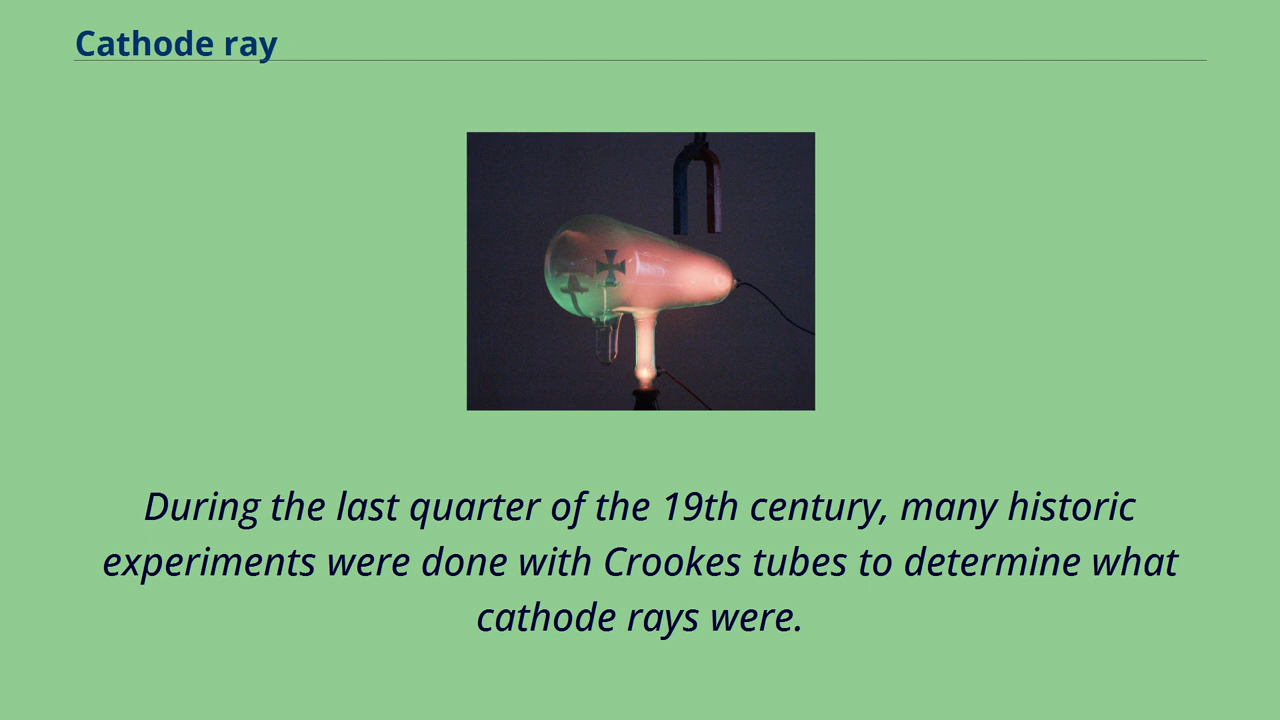 Cathode ray
During the last quarter of the 19th century, many historic
experiments were done with Crookes tubes to determine what
cathode rays were.